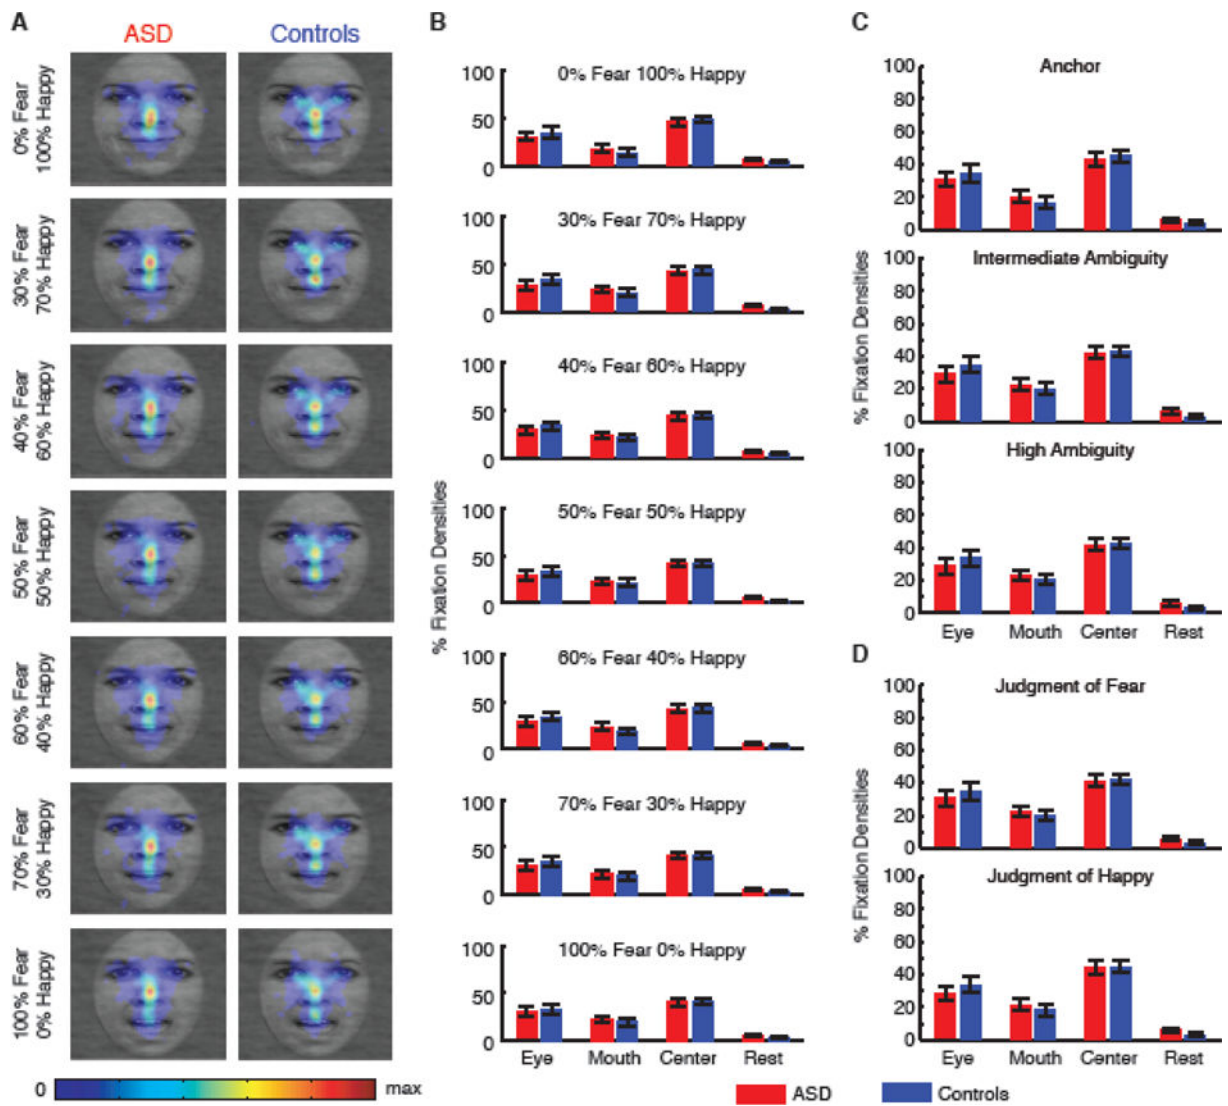 A
ASD
Controls
0% Fear
100% Happy
30% Fear
70% Happy
40% Fear
60% Happy
50% Fear
50% Happy
60% Fear
40% Happy
70% Fear
30% Happy
100% Fear
0% Happy
0
max
B
% Fixation Densities
0% Fear 100% Happy
100
50
0
30% Fear 70% Happy
100
50
0
40% Fear 60% Happy
100
50
0
50% Fear 50% Happy
100
50
0
60% Fear 40% Happy
100
50
0
70% Fear 30% Happy
100
50
0
100% Fear 0% Happy
100
50
0
Eye Mouth Center Rest
C
% Fixation Densities
Anchor
100
80
60
40
20
0
Intermediate Ambiguity
100
80
60
40
20
0
High Ambiguity
100
80
60
40
20
0
Eye Mouth Center Rest
D
% Fixation Densities
Judgment of Fear
100
80
60
40
20
0
Judgment of Happy
100
80
60
40
20
0
Eye Mouth Center Rest
ASD Controls